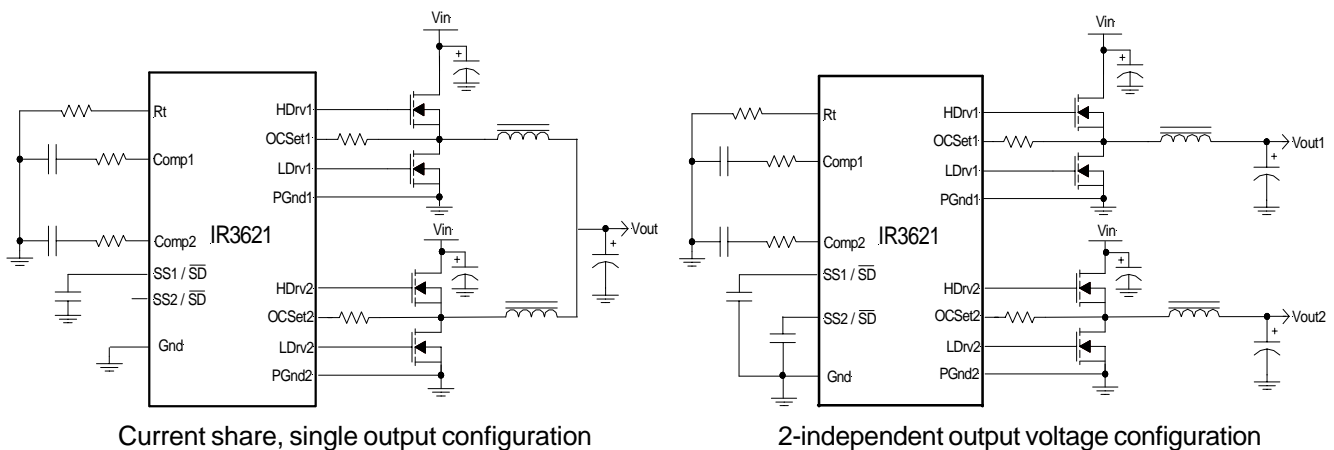 Vin
+
Rt
HDrv1
OCSet1
Comp1
LDrv1
PGnd1
Comp2
IR3621
Vin
+
Vout
+
SS1 / SD
SS2 / SD
HDrv2
OCSet2
Gnd
LDrv2
PGnd2
Current share, single output configuration
Vin
+
Rt
HDrv1
OCSet1
Vout1
+
Comp1
LDrv1
PGnd1
Comp2
IR3621
Vin
+
SS1 / SD
HDrv2
SS2 / SD
OCSet2
Vout2
+
LDrv2
Gnd
PGnd2
2-independent output voltage configuration